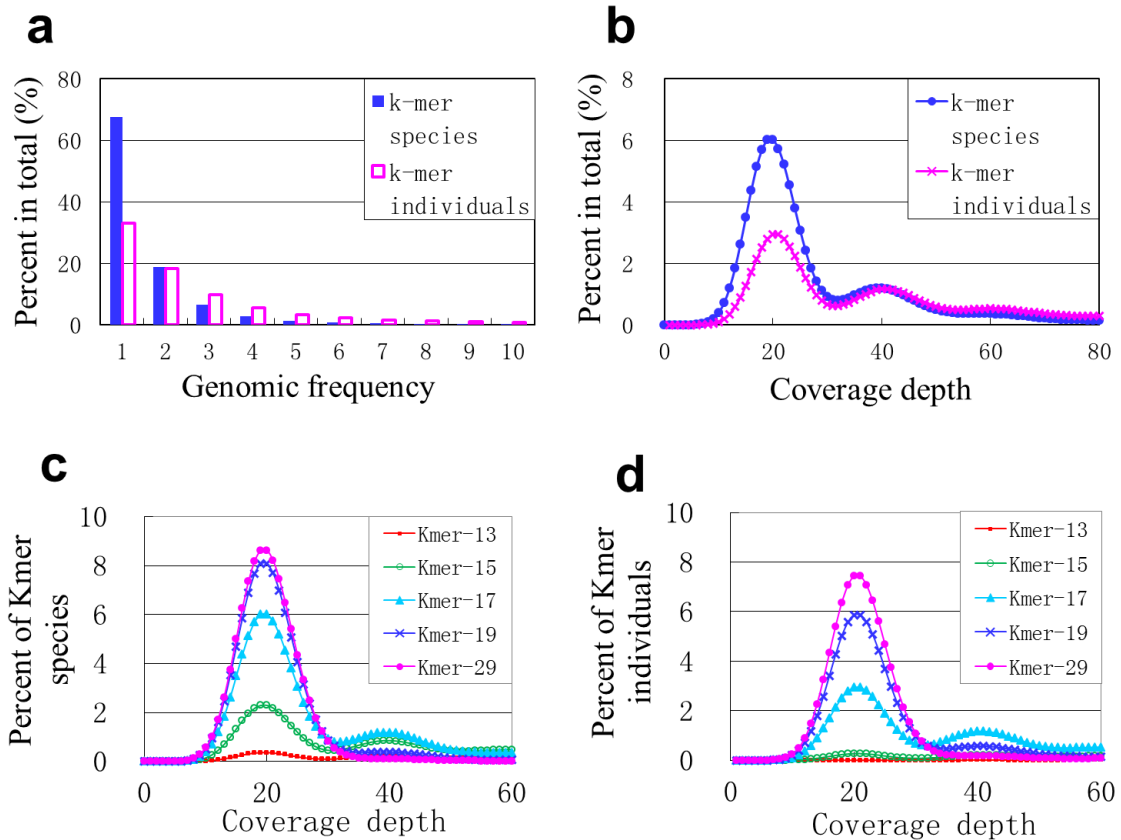 a
Percent in total (%)
80
60
40
20
0
k-mer
species
k-mer
individuals
1 2 3 4 5 6 7 8 9 10
Genomic frequency
b
Percent in total (%)
8
6
4
2
0
k-mer
species
k-mer
individuals
0 20 40 60 80
Coverage depth
c
Percent of Kmer
species
10
8
6
4
2
0
Kmer-13
Kmer-15
Kmer-17
Kmer-19
Kmer-29
0 20 40 60
Coverage depth
d
Percent of Kmer
individuals
10
8
6
4
2
0
Kmer-13
Kmer-15
Kmer-17
Kmer-19
Kmer-29
0 20 40 60
Coverage depth